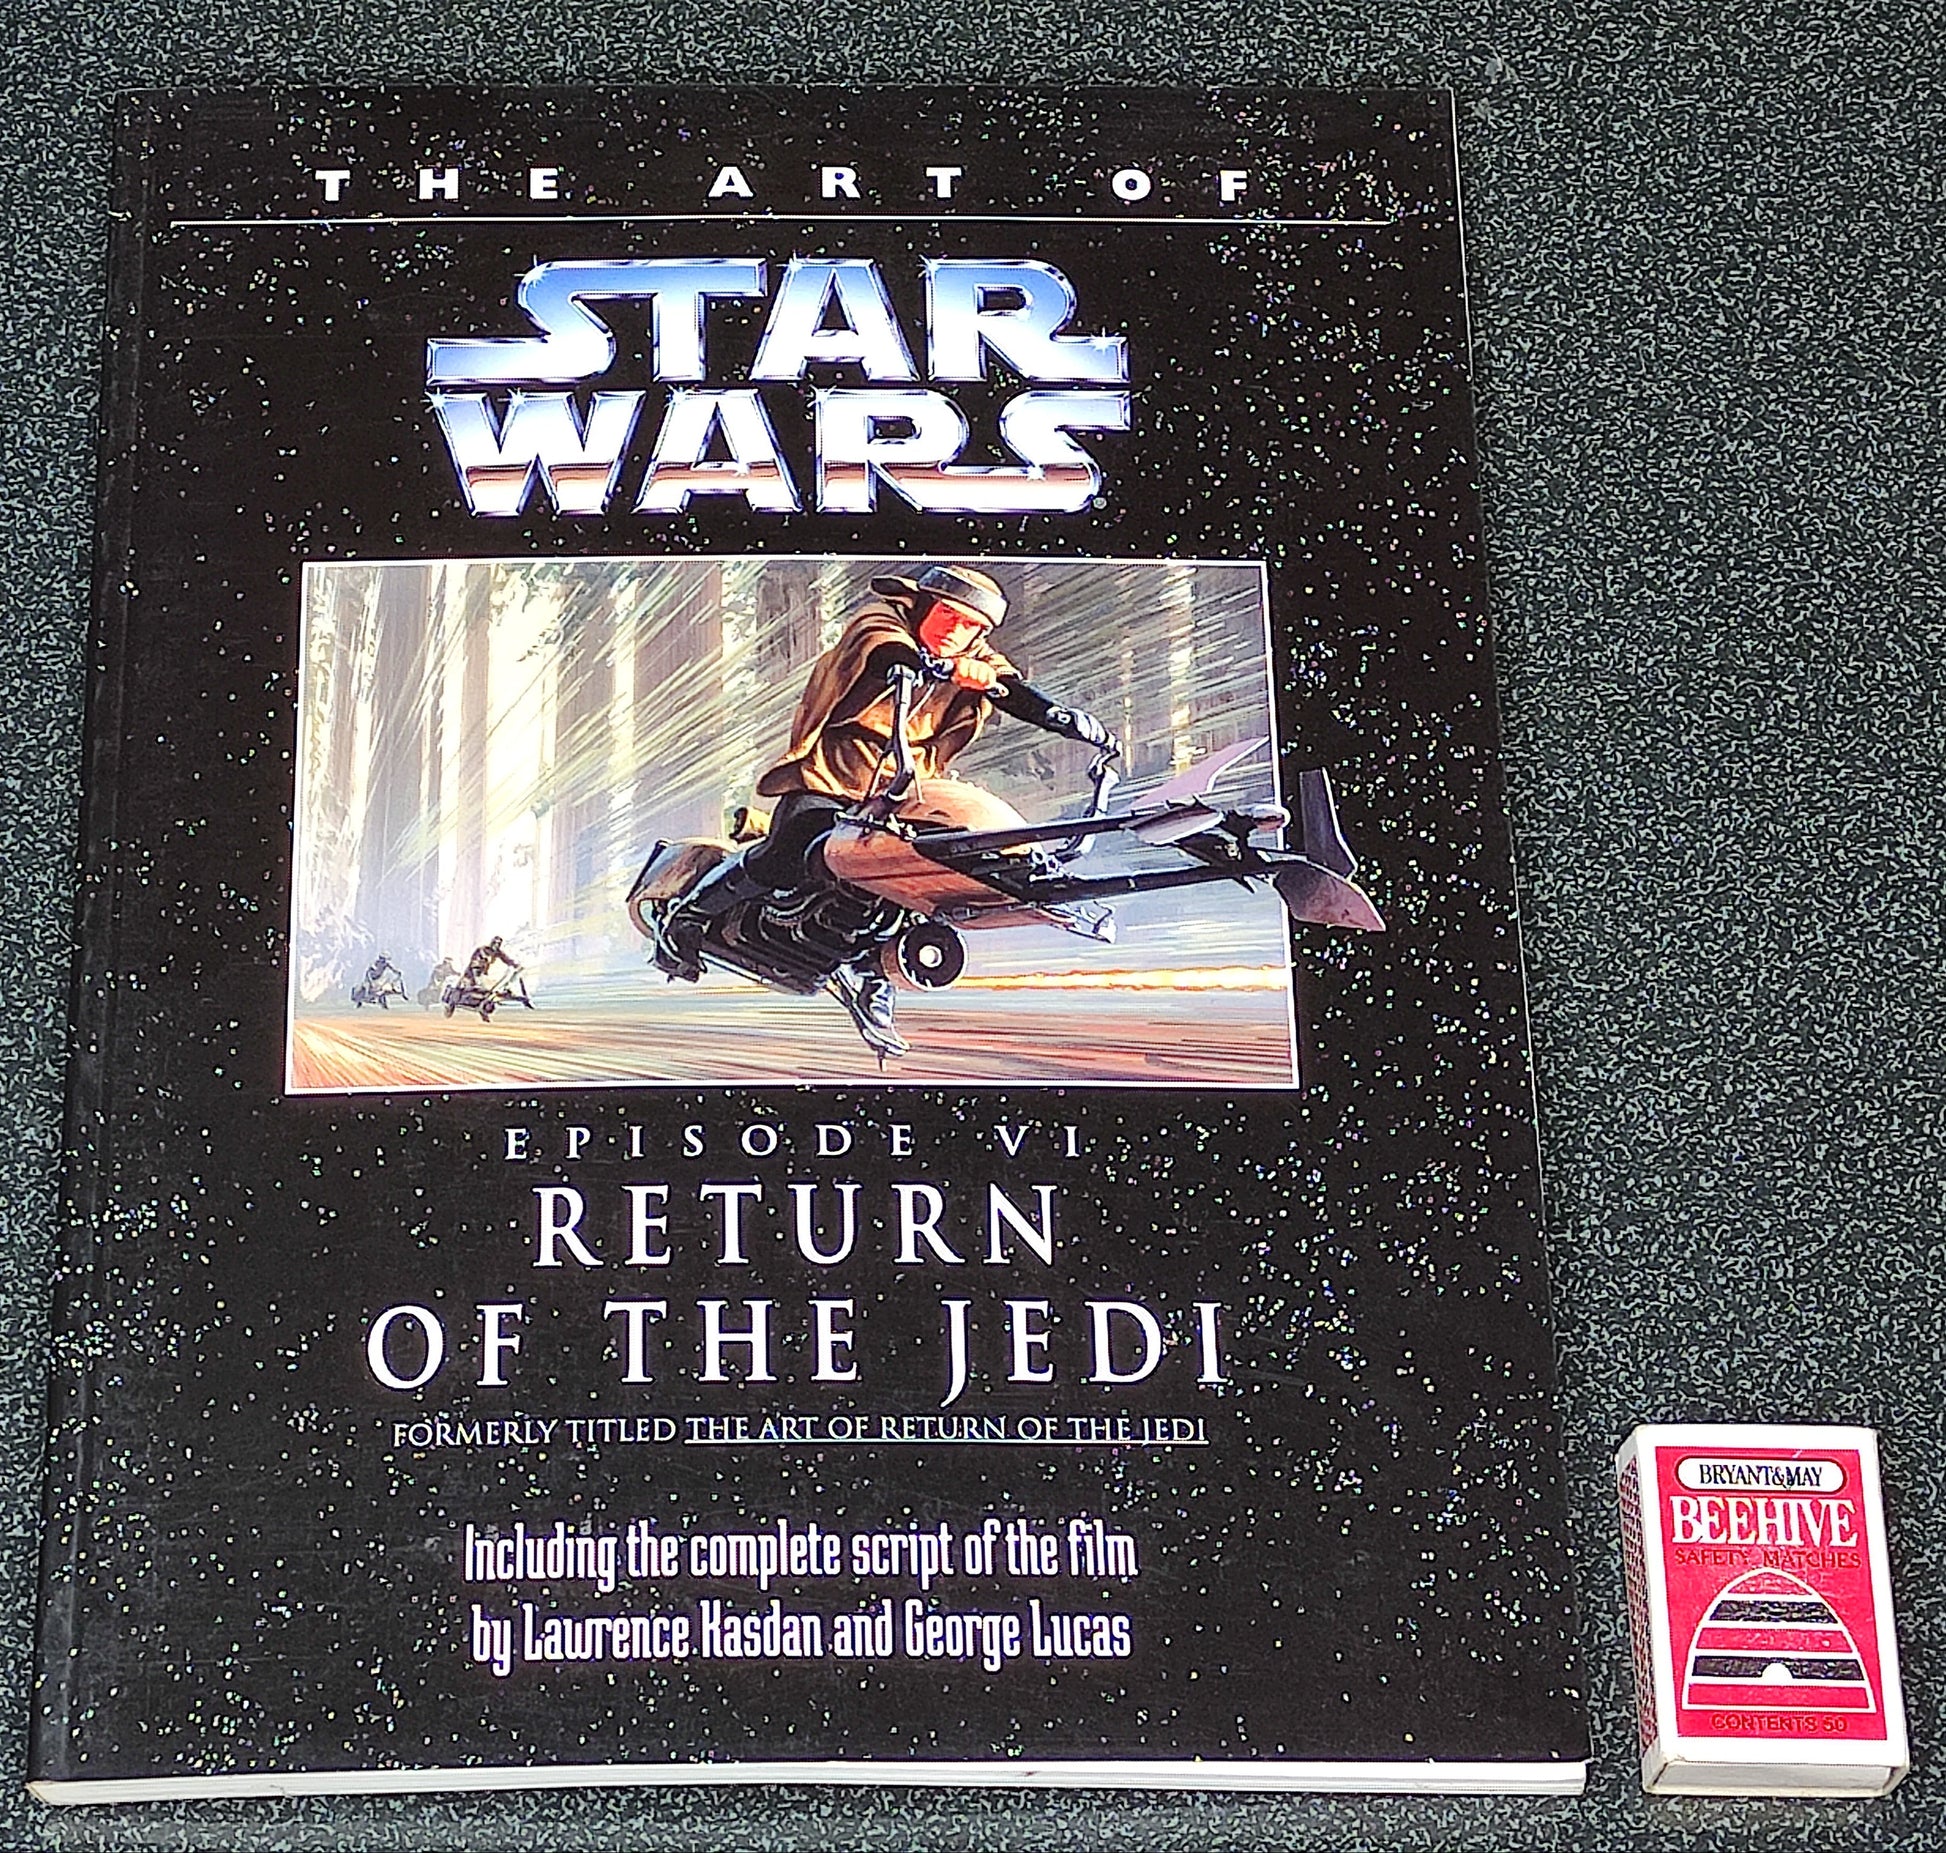 THE ART OF
STAR
WARS
EPISODE VI
RETURN
OF THE JEDI
FORMERLY TITLED THE ART OF RETURN OF THE JEDI
Including the complete script of the film
by Lawrence Kasdan and George Lucas
BRYANT&MAY
BEEHIVE
SAFETY MATCHES
CONTENTS 50